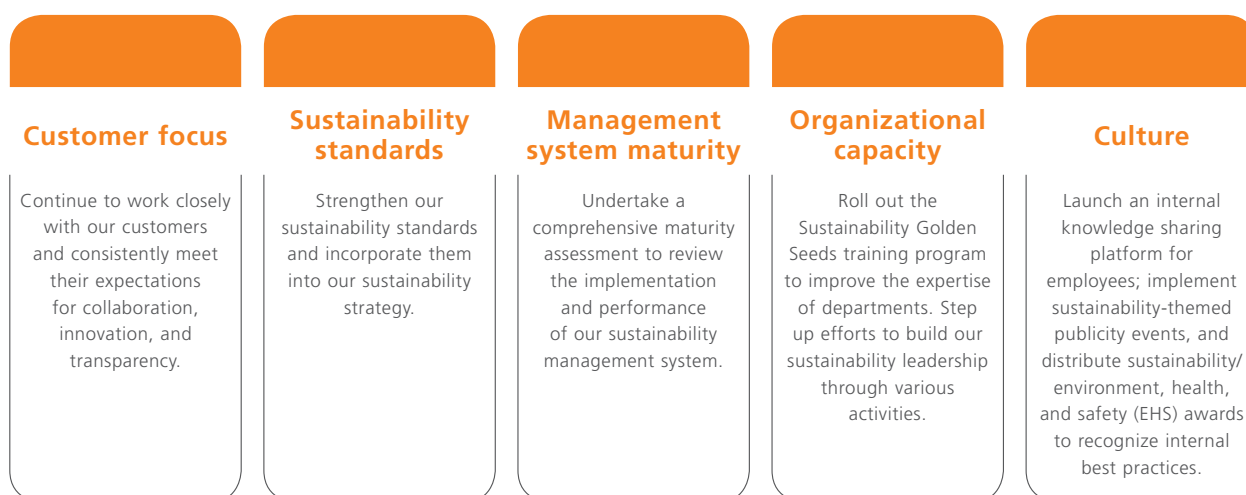 Customer focus
Continue to work closely
with our customers
and consistently meet
their expectations
for collaboration,
innovation, and
transparency.
Sustainability
standards
Strengthen our
sustainability standards
and incorporate them
into our sustainability
strategy.
Management
system maturity
Undertake a
comprehensive maturity
assessment to review
the implementation
and performance
of our sustainability
management system.
Organizational
capacity
Roll out the
Sustainability Golden
Seeds training program
to improve the expertise
of departments. Step
up efforts to build our
sustainability leadership
through various
activities.
Culture
Launch an internal
knowledge sharing
platform for
employees; implement
sustainability-themed
publicity events, and
distribute sustainability/
environment, health,
and safety (EHS) awards
to recognize internal
best practices.